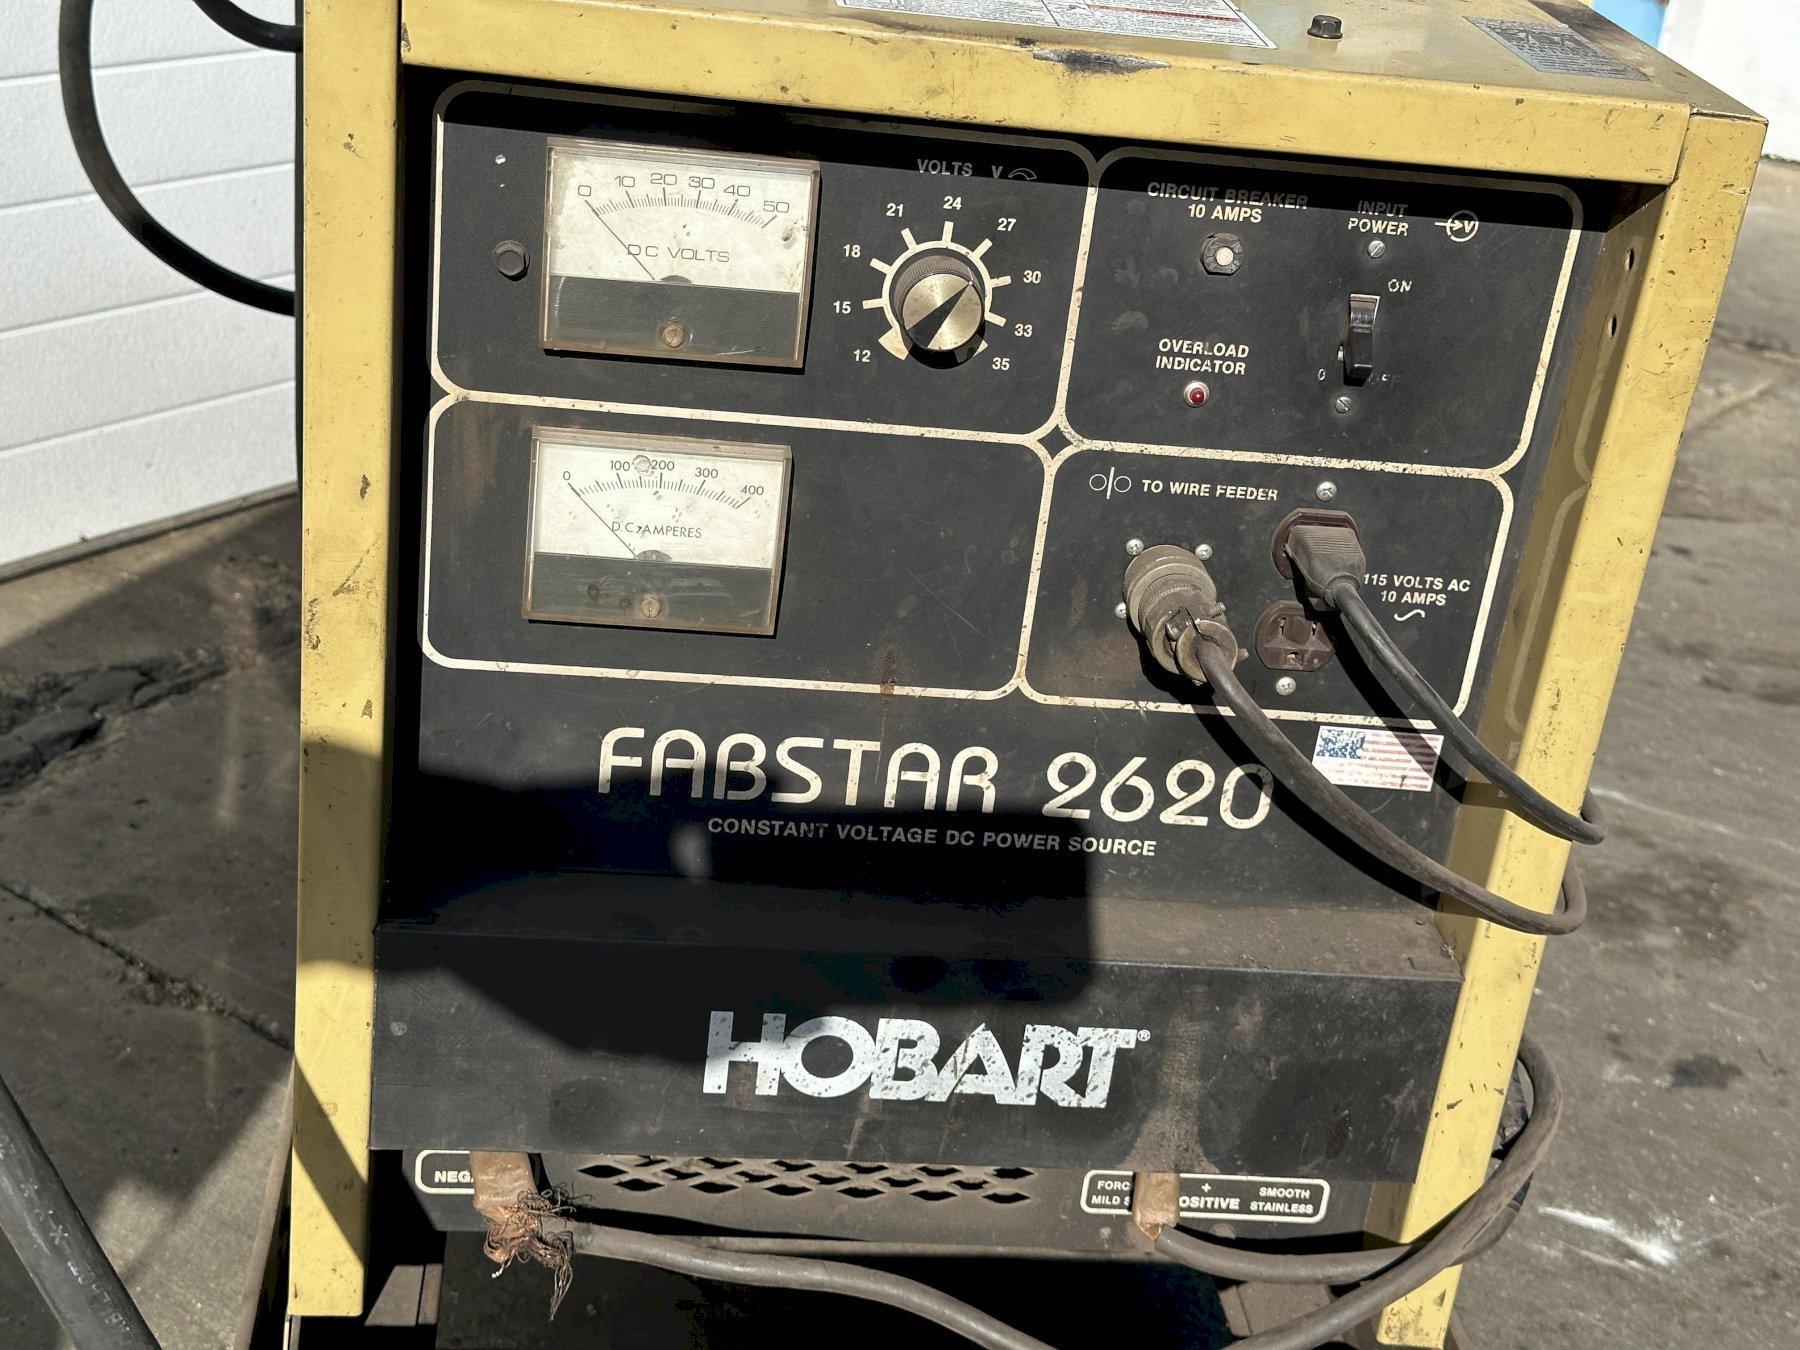 0 10 20 30 40 50
DC VOLTS
VOLTS V
12 15 18 21 24 27 30 33 35
CIRCUIT BREAKER
10 AMPS
INPUT
POWER
V
ON
OVERLOAD
INDICATOR
0
0 100 200 300 400
D.C. AMPERES
TO WIRE FEEDER
115 VOLTS AC
10 AMPS
FABSTAR 2620
CONSTANT VOLTAGE DC POWER SOURCE
HOBART®
+
SMOOTH
MILD
STAINLESS